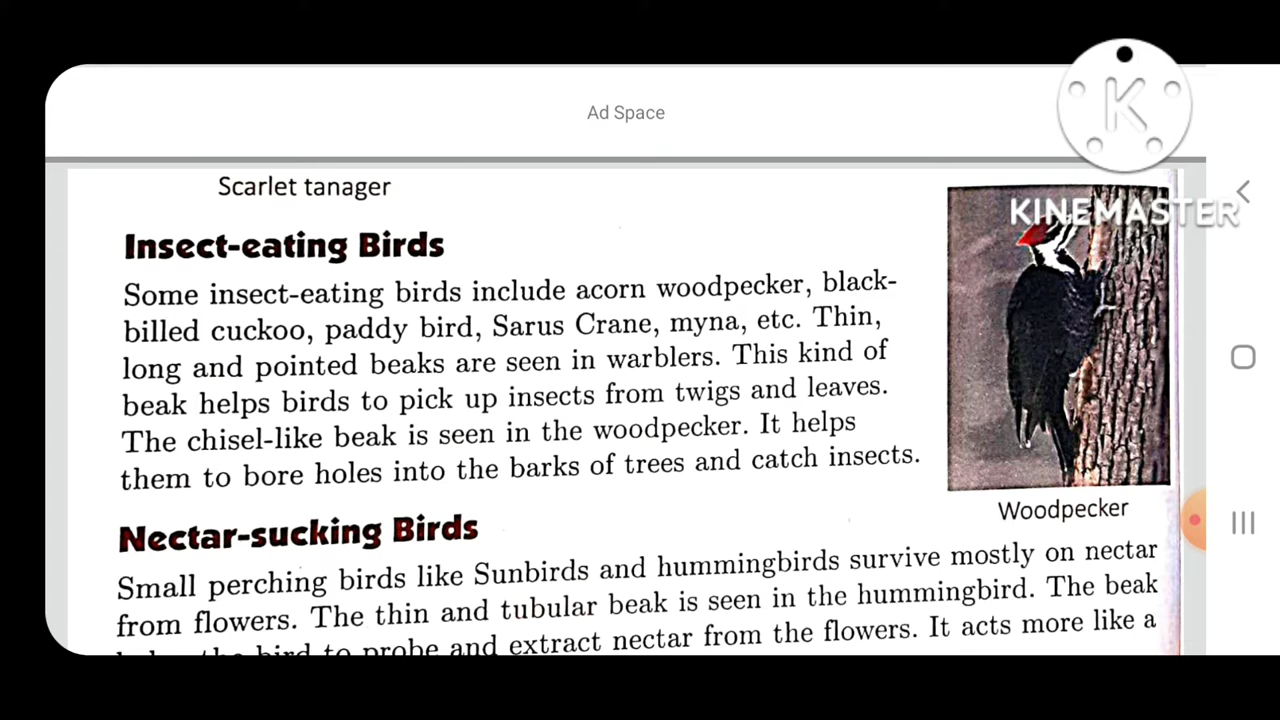 Ad Space
KINEMASTER
Scarlet tanager
Insect-eating Birds
Some insect-eating birds include acorn woodpecker, black-
billed cuckoo, paddy bird, Sarus Crane, myna, etc. Thin,
long and pointed beaks are seen in warblers. This kind of
beak helps birds to pick up insects from twigs and leaves.
The chisel-like beak is seen in the woodpecker. It helps
them to bore holes into the barks of trees and catch insects.
Woodpecker
Nectar-sucking Birds
Small perching birds like Sunbirds and hummingbirds survive mostly on nectar
from flowers. The thin and tubular beak is seen in the hummingbird. The beak
the bird to probe and extract nectar from the flowers. It acts more like a